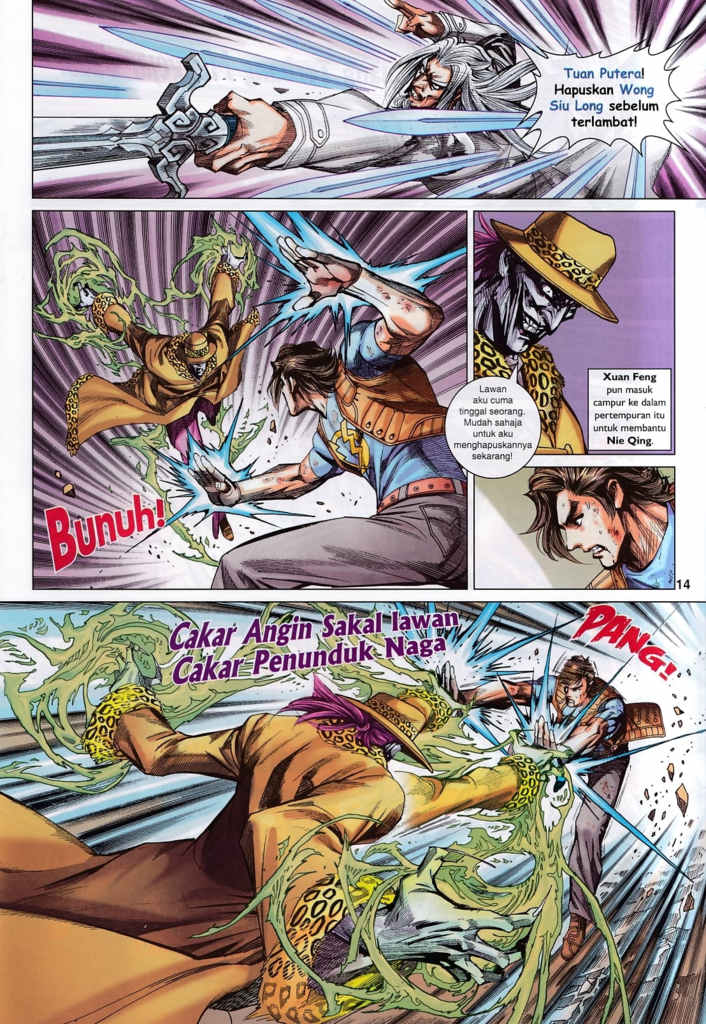 Tuan Putera!
Hapuskan Wong
Siu Long sebelum
terlambat!
Bunuh!
Lawan
aku cuma
tinggal seorang.
Mudah sahaja
untuk aku
menghapuskannya
sekarang!
Xuan Feng
pun masuk
campur ke dalam
pertempuran itu
untuk membantu
Nie Qing.
14
Cakar Angin Sakal lawan
Cakar Penunduk Naga
PANG!